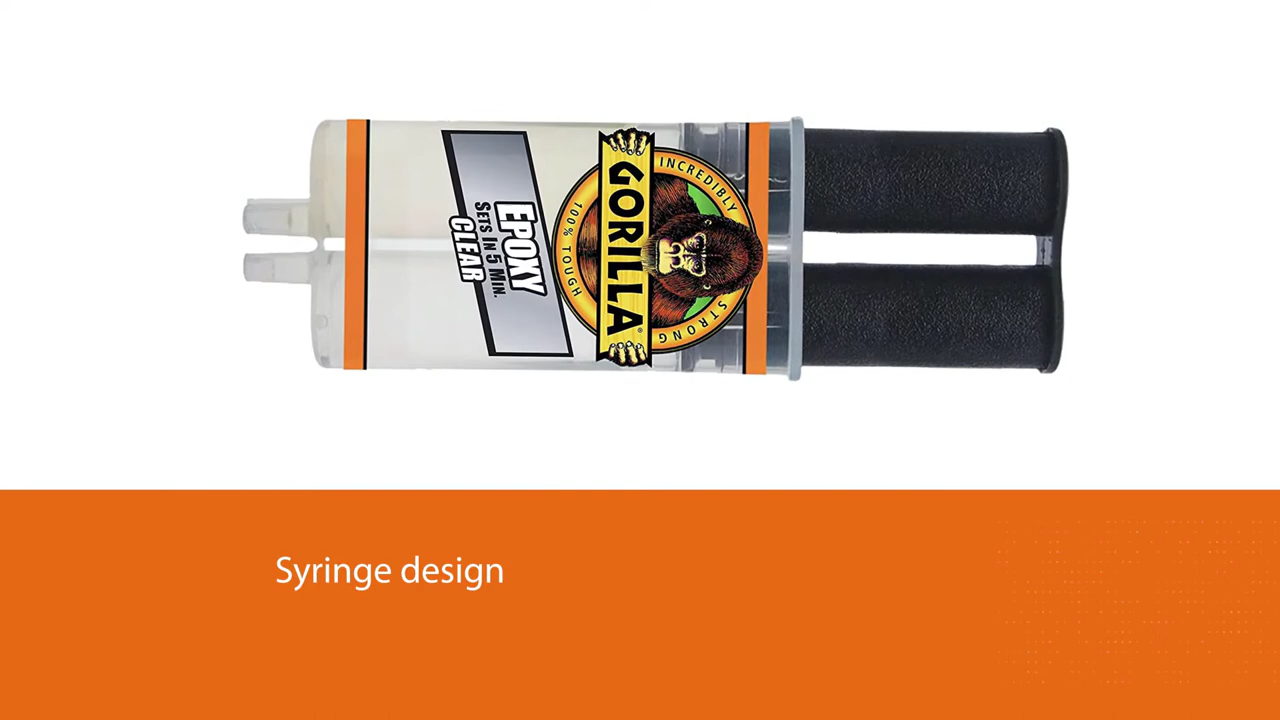 INCREDIBLY
STRONG
100% TOUGH
GORILLA®
EPOXY
SETS IN 5 MIN.
CLEAR
Syringe design